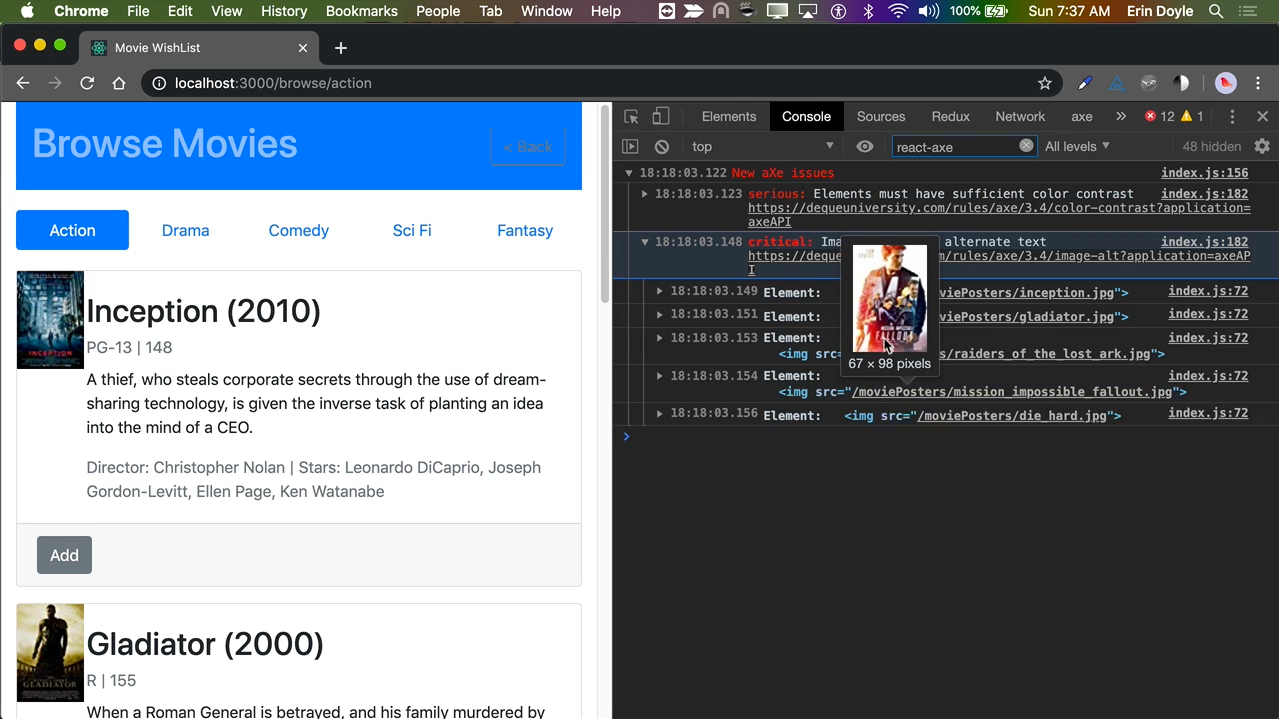 Chrome File Edit View History Bookmarks People Tab Window Help 100% Sun 7:37 AM Erin Doyle
Movie WishList
localhost:3000/browse/action
Browse Movies
< Back
Action Drama Comedy Sci Fi Fantasy
INCEPTION
Inception (2010)
PG-13 | 148
A thief, who steals corporate secrets through the use of dream-
sharing technology, is given the inverse task of planting an idea
into the mind of a CEO.
Director: Christopher Nolan | Stars: Leonardo DiCaprio, Joseph
Gordon-Levitt, Ellen Page, Ken Watanabe
Add
GLADIATOR
Gladiator (2000)
R | 155
When a Roman General is betrayed, and his family murdered by
Elements Console Sources Redux Network axe » 12 1
top react-axe All levels 48 hidden
18:18:03.122 New aXe issues index.js:156
18:18:03.123 serious: Elements must have sufficient color contrast index.js:182
https://dequeuniversity.com/rules/axe/3.4/color-contrast?application=
axeAPI
18:18:03.148 critical: alternate text index.js:182
https://deque m/rules/axe/3.4/image-alt?application=axeAP
I
18:18:03.149 Element: viePosters/inception.jpg"> index.js:72
18:18:03.151 Element: viePosters/gladiator.jpg"> index.js:72
18:18:03.153 Element: index.js:72
<img src= s/raiders_of_the_lost_ark.jpg">
18:18:03.154 Element: index.js:72
<img src="/moviePosters/mission_impossible_fallout.jpg">
18:18:03.156 Element: <img src="/moviePosters/die_hard.jpg"> index.js:72
FALLOUT
67 × 98 pixels